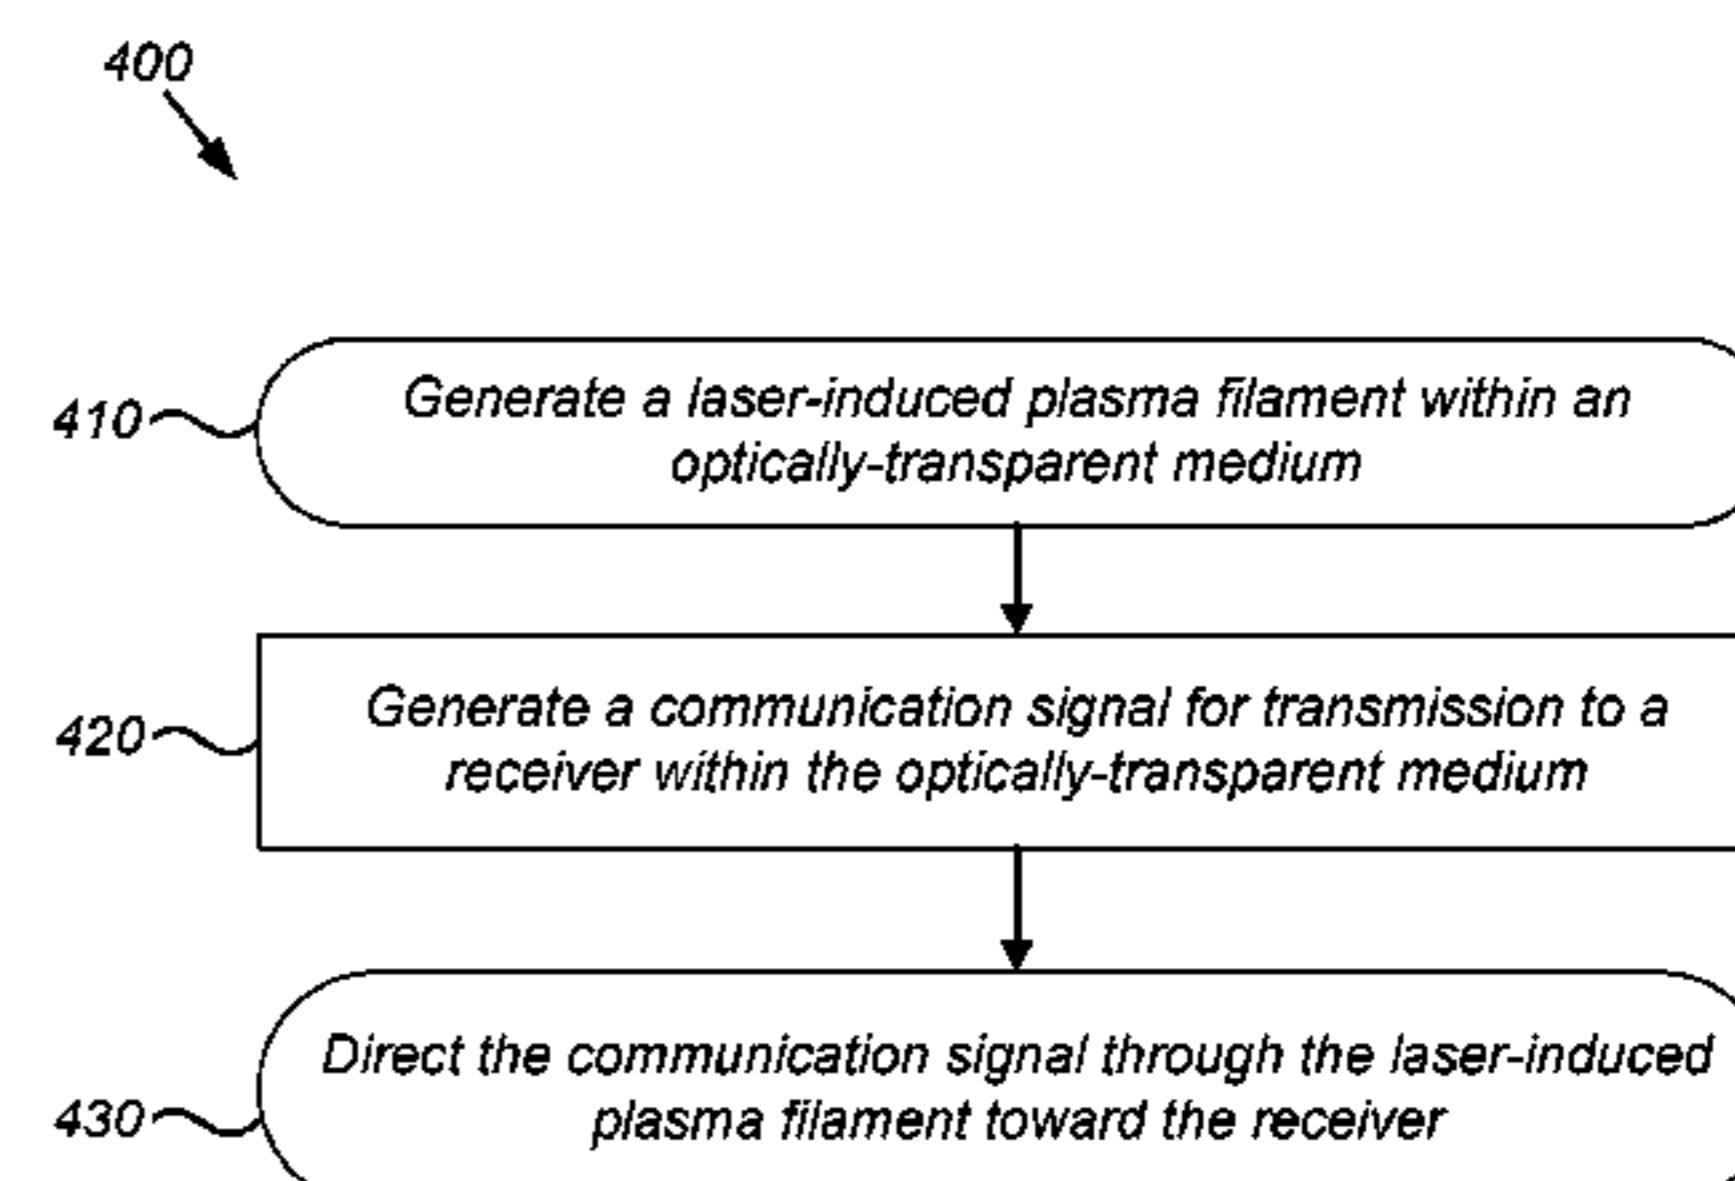 400
410
Generate a laser-induced plasma filament within an
optically-transparent medium
420
Generate a communication signal for transmission to a
receiver within the optically-transparent medium
430
Direct the communication signal through the laser-induced
plasma filament toward the receiver